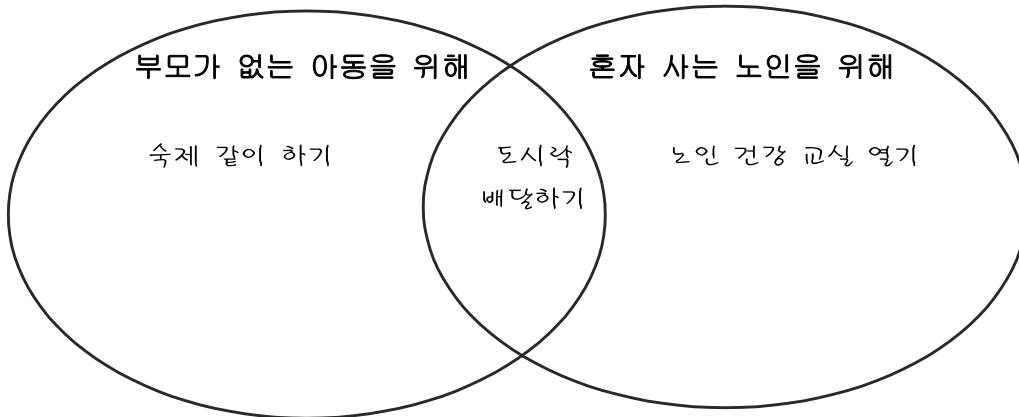 부모가 없는 아동을 위해
혼자 사는 노인을 위해
숙제 같이 하기
도시락
배달하기
노인 건강 교실 열기